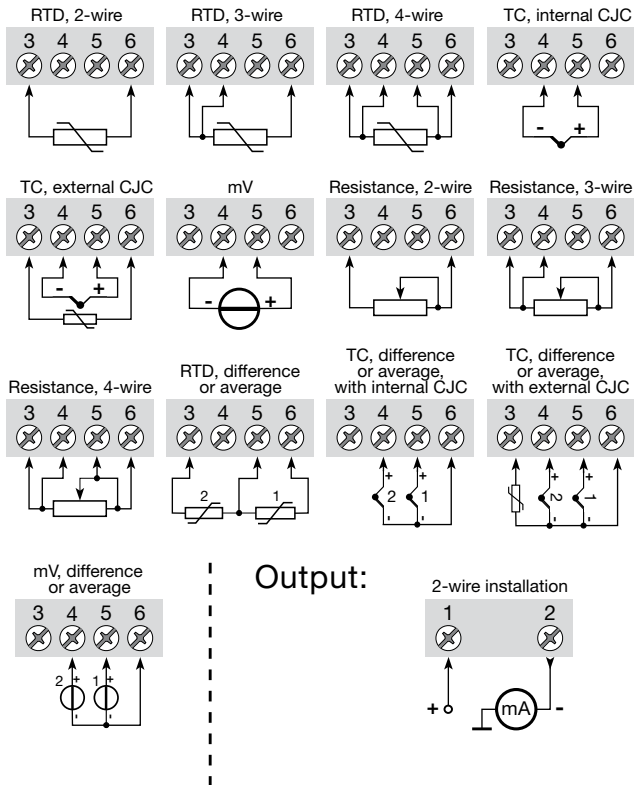 RTD, 2-wire
3 4 5 6
RTD, 3-wire
3 4 5 6
RTD, 4-wire
3 4 5 6
TC, internal CJC
3 4 5 6
- +
TC, external CJC
3 4 5 6
- +
mV
3 4 5 6
- +
Resistance, 2-wire
3 4 5 6
Resistance, 3-wire
3 4 5 6
Resistance, 4-wire
3 4 5 6
RTD, difference
or average
3 4 5 6
2 1
TC, difference
or average,
with internal CJC
3 4 5 6
+ +
2 1
- -
TC, difference
or average,
with external CJC
3 4 5 6
+ +
2 1
- -
mV, difference
or average
3 4 5 6
2 + 1 +
- -
Output:
2-wire installation
1 2
+ mA -